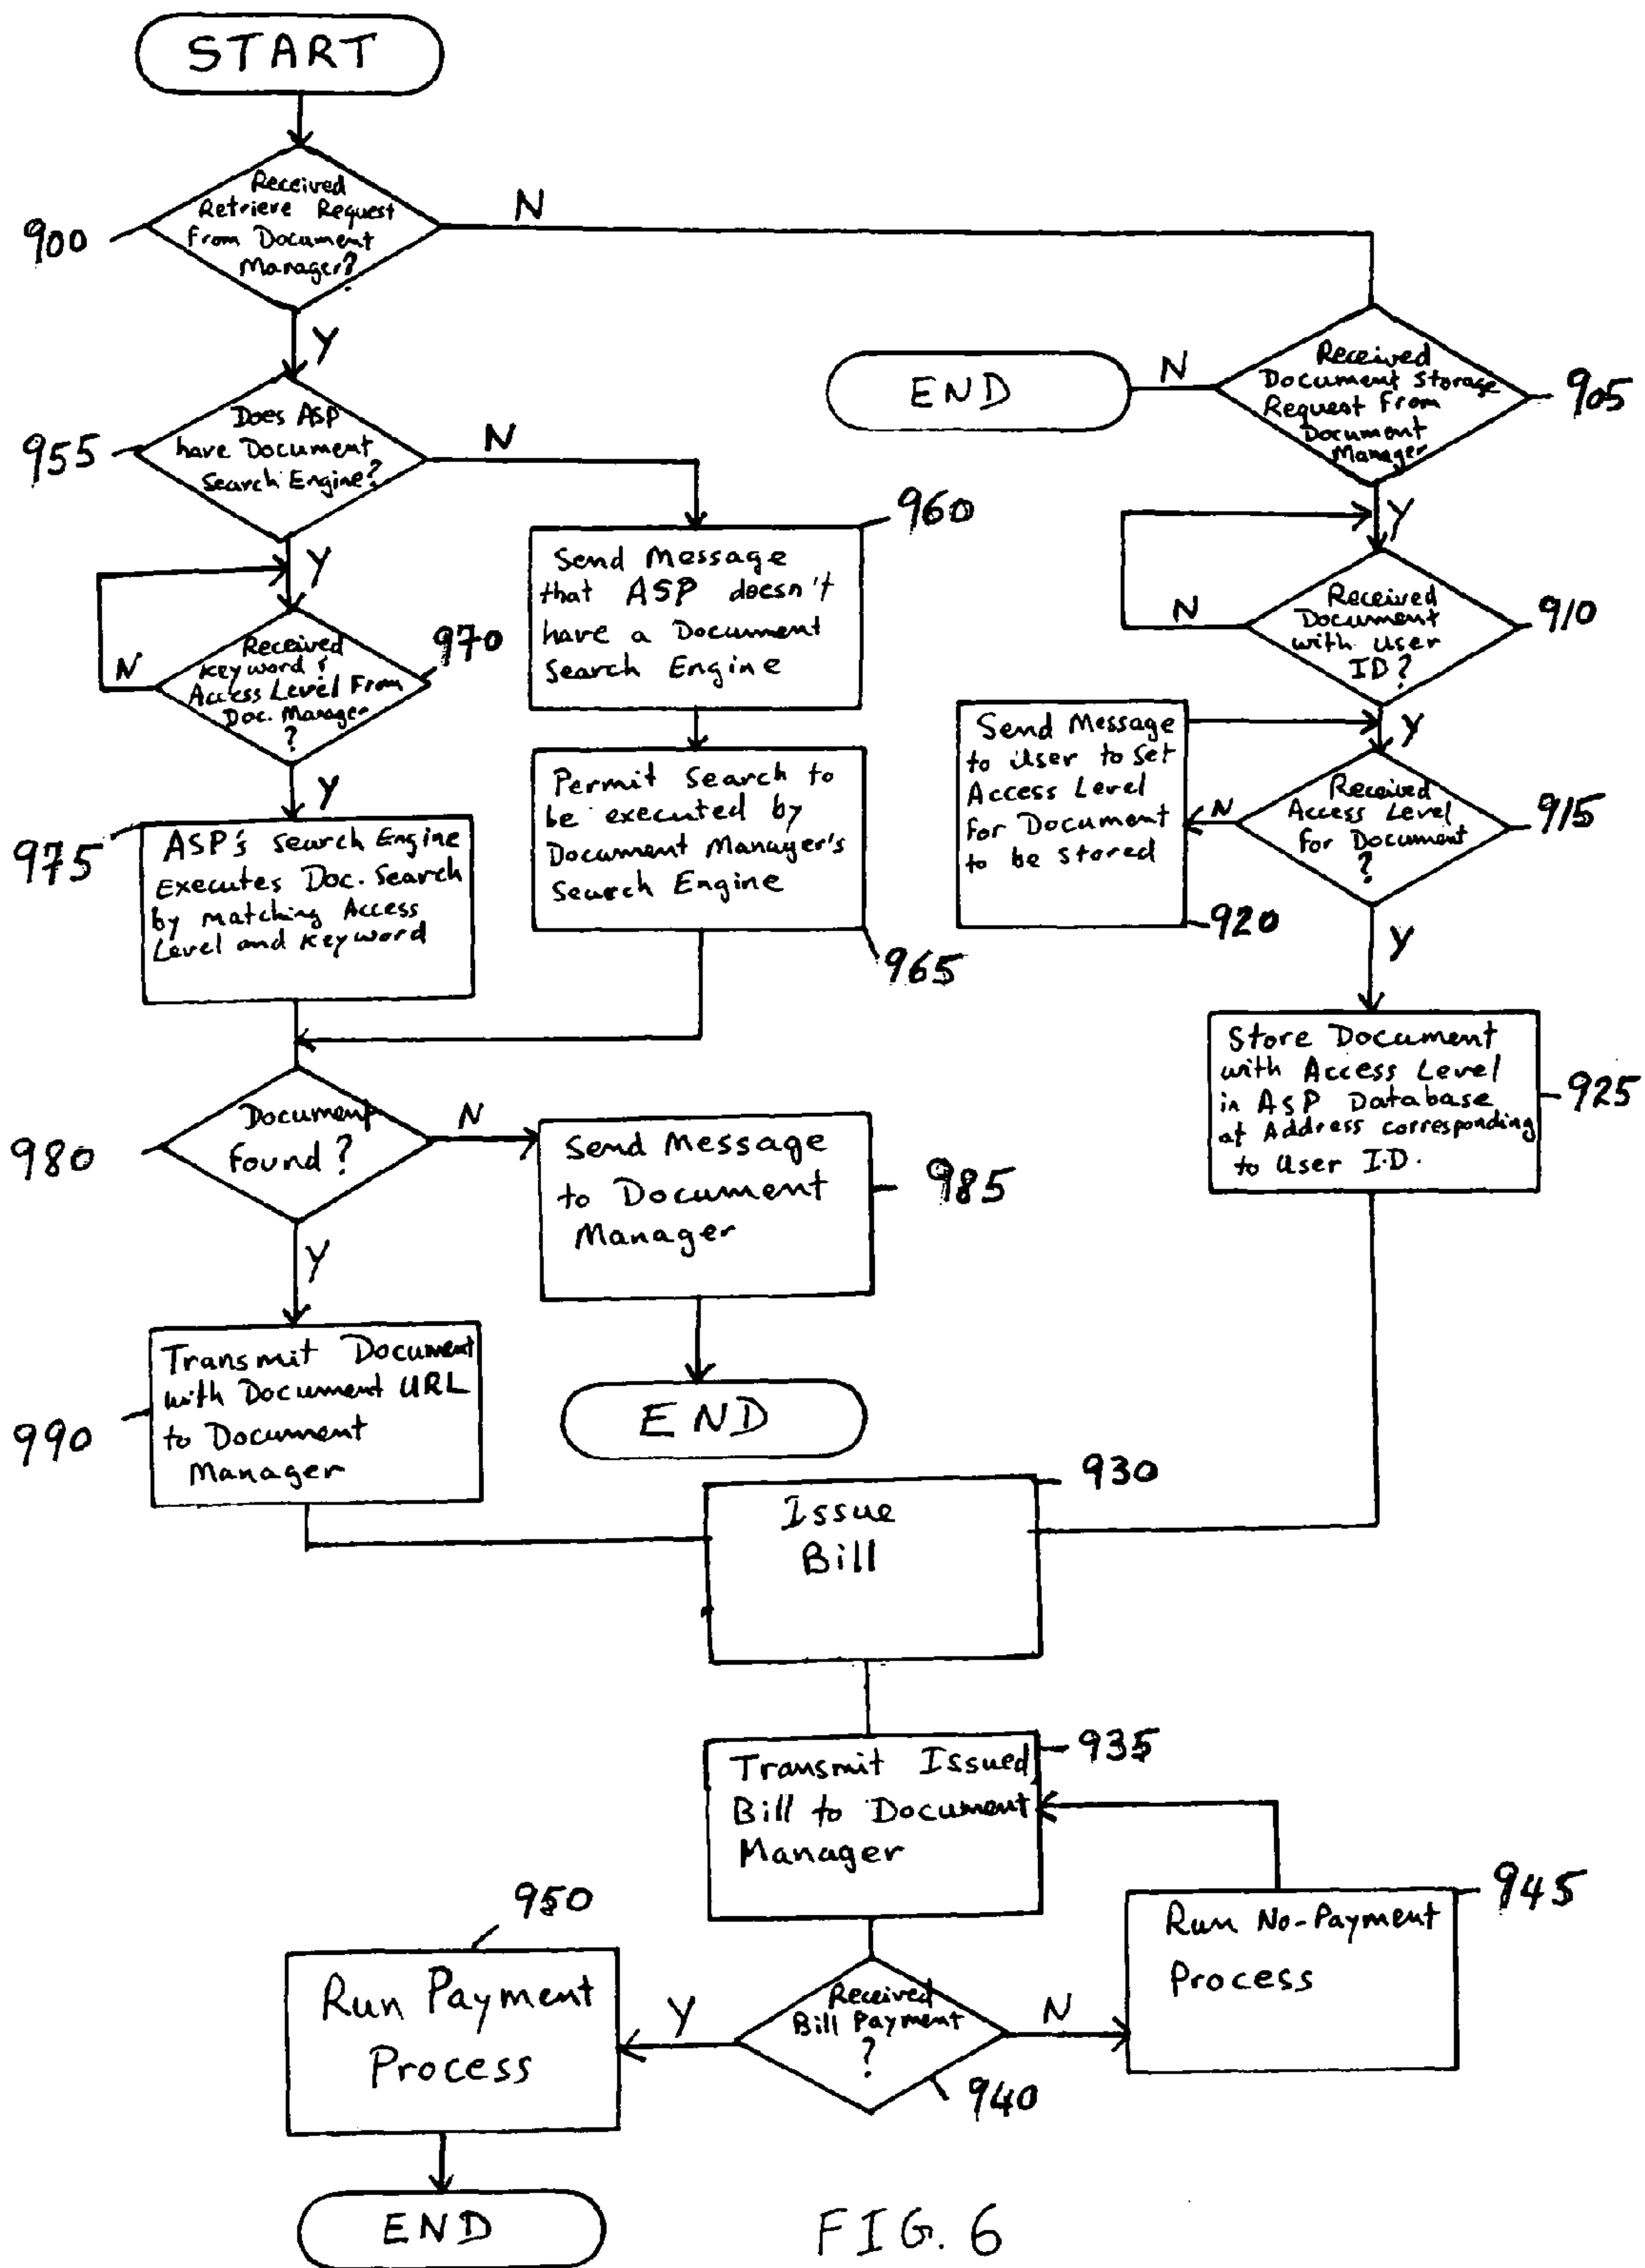 START
Received
Retrieve Request
From Document
Manager?
900
N
Y
Received
Document Storage
Request From
Document
Manager
905
N
END
Does ASP
have Document
Search Engine?
955
N
Y
Y
960
Send Message
that ASP doesn't
have a Document
Search Engine
Received
Document
with user
ID?
910
N
Received
Keyword &
Access Level From
Doc. Manager
?
970
N
Y
Y
Send Message
to User to Set
Access Level
for Document
to be Stored
920
Received
Access Level
for Document
?
915
N
Y
Permit Search to
be executed by
Document Manager's
Search Engine
965
975
ASP's Search Engine
Executes Doc. Search
by matching Access
Level and Keyword
Store Document
with Access Level
in ASP Database
at Address corresponding
to User I.D.
925
Document
Found?
980
N
Y
Send Message
to Document
Manager
985
END
Transmit Document
with Document URL
to Document
Manager
990
Issue
Bill
930
Transmit Issued
Bill to Document
Manager
935
Received
Bill Payment
?
940
Y
N
Run No-Payment
Process
945
950
Run Payment
Process
END
FIG. 6